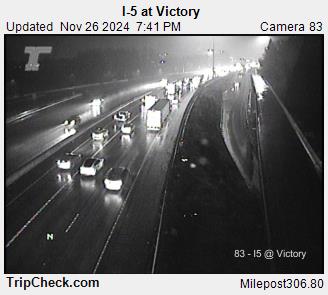 I-5 at Victory
Updated Nov 26 2024 7:41 PM Camera 83
T
N
83 - I5 @ Victory
TripCheck.com Milepost306.80